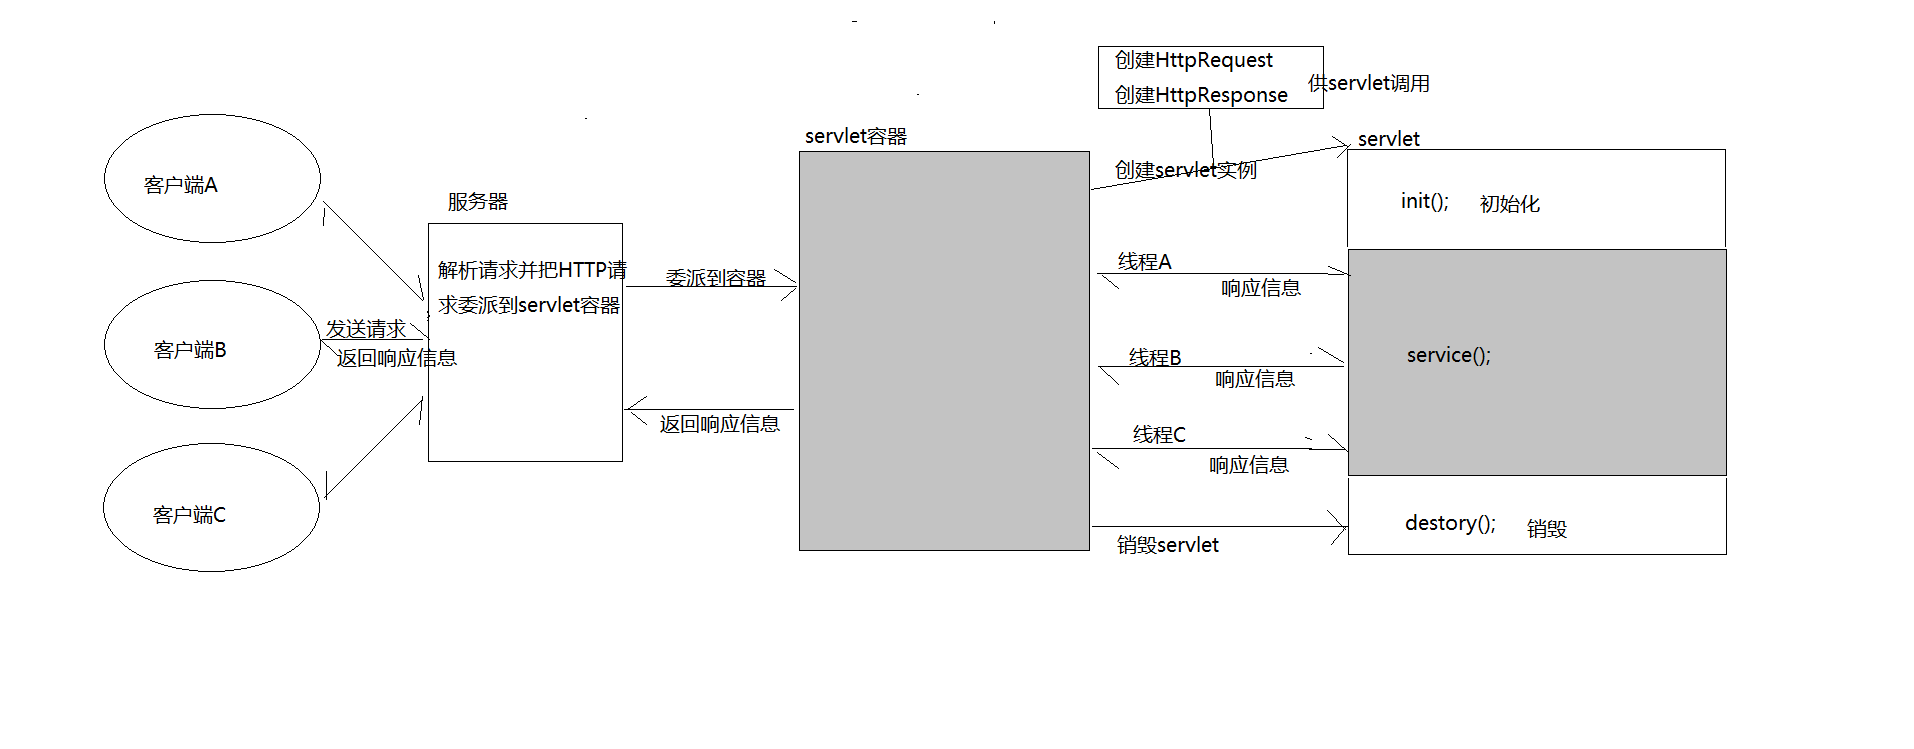 创建HttpRequest
创建HttpResponse
供servlet调用
servlet容器
servlet
创建servlet实例
客户端A
服务器
init(); 初始化
解析请求并把HTTP请
求委派到servlet容器
委派到容器
线程A
响应信息
发送请求
返回响应信息
客户端B
线程B
响应信息
service();
返回响应信息
线程C
响应信息
客户端C
destory(); 销毁
销毁servlet